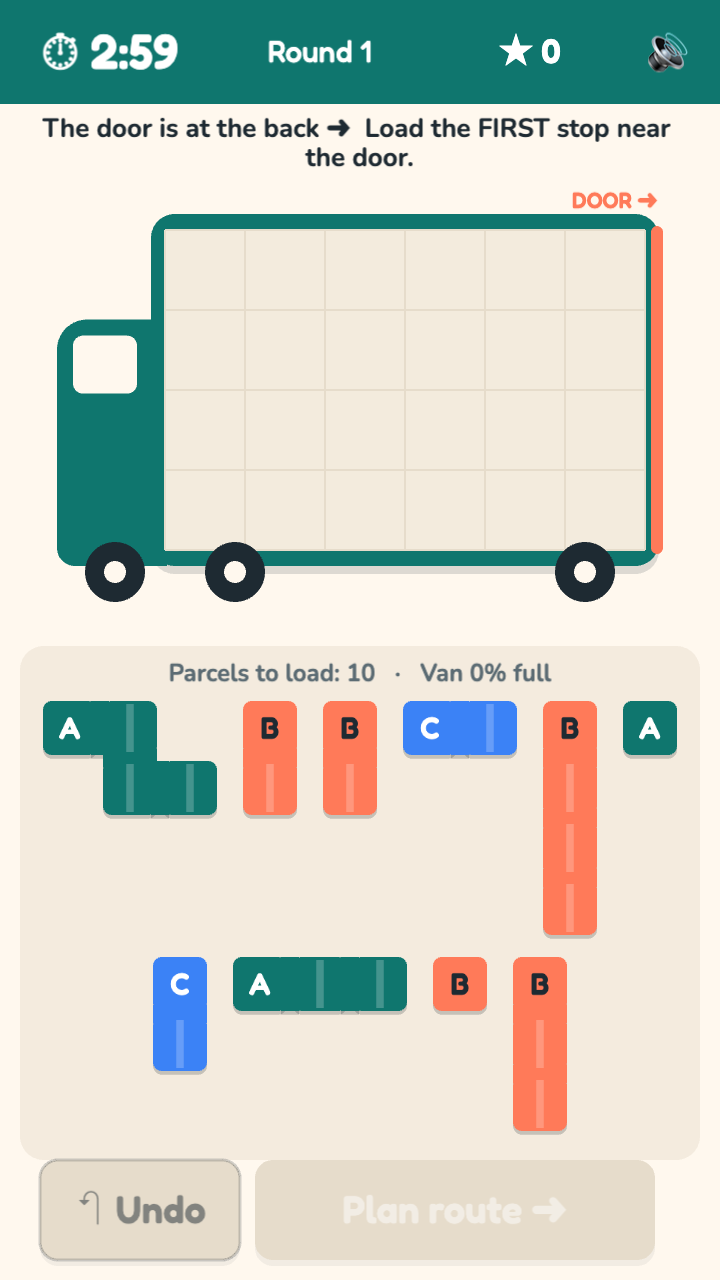 2:59
Round 1
★ 0
The door is at the back ➜ Load the FIRST stop near
the door.
DOOR ➜
Parcels to load: 10 · Van 0% full
A
B
B
C
B
A
C
A
B
B
Undo
Plan route ➜